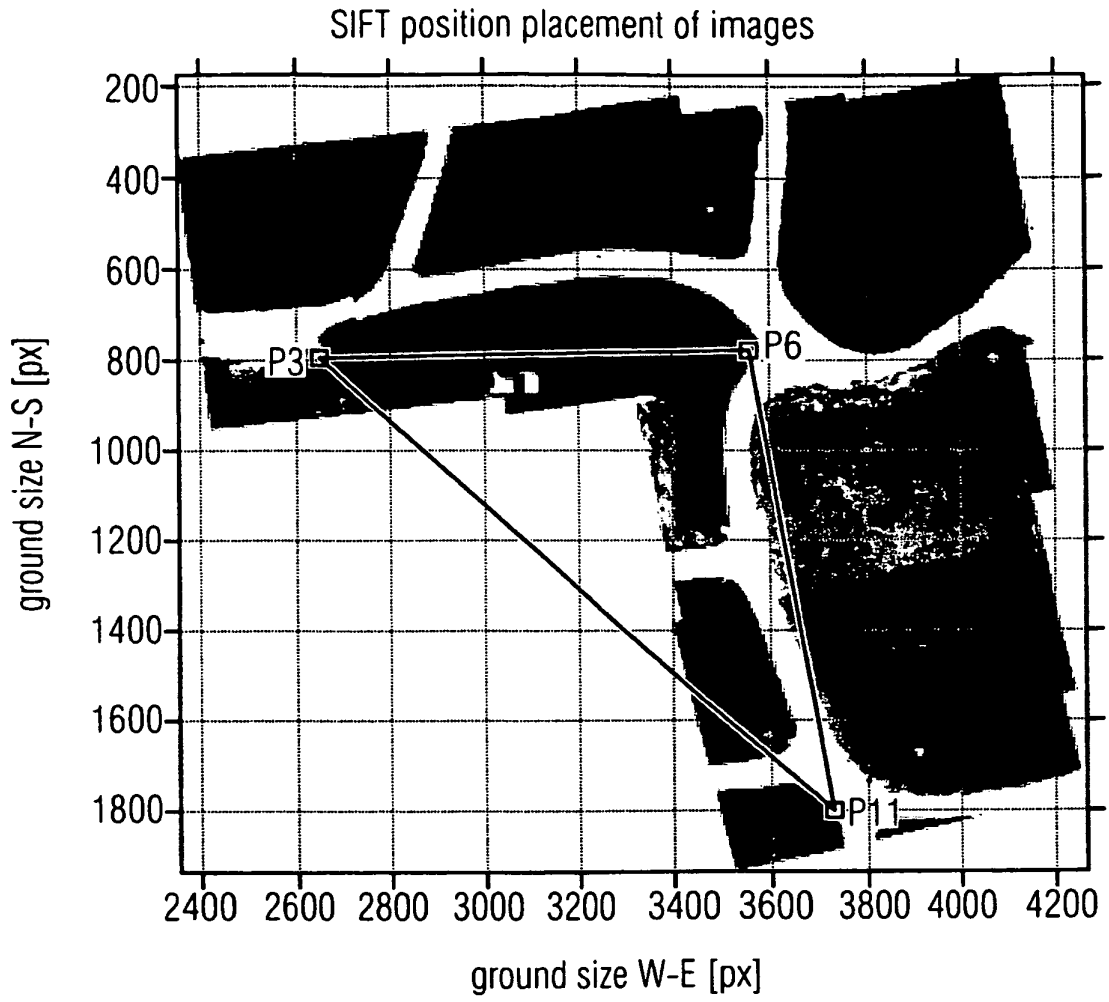 SIFT position placement of images
200
400
600
800
1000
1200
1400
1600
1800
ground size N-S [px]
P3
P6
P11
2400 2600 2800 3000 3200 3400 3600 3800 4000 4200
ground size W-E [px]